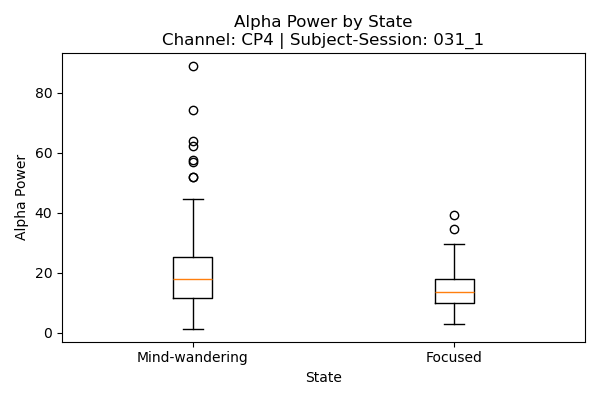 Alpha Power by State
Channel: CP4 | Subject-Session: 031_1
Alpha Power
80
60
40
20
0
Mind-wandering
Focused
State